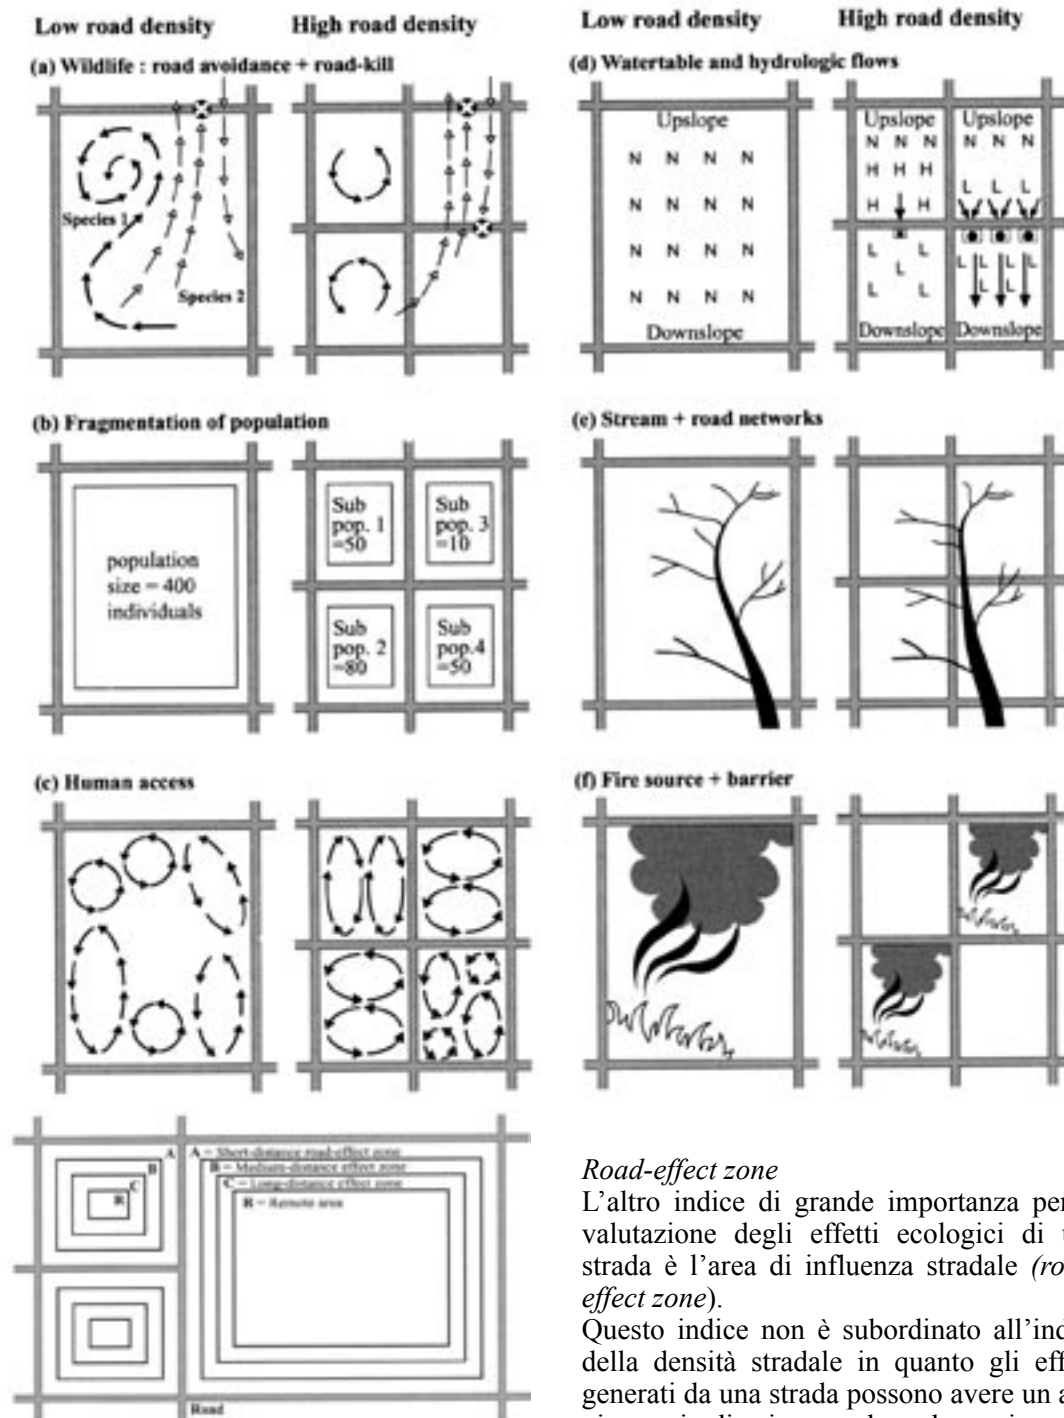 Low road density
High road density
(a) Wildlife : road avoidance + road-kill
Species 1
Species 2
(b) Fragmentation of population
population
size = 400
individuals
Sub
pop. 1
=50
Sub
pop. 3
=10
Sub
pop. 2
=80
Sub
pop.4
=50
(c) Human access
Low road density
High road density
(d) Watertable and hydrologic flows
Upslope
N N N N
N N N N
N N N N
N N N N
Downslope
Upslope
N N N
H H H
H
L L
L
L L
Downslope
Upslope
N N N
L L
L
L L L
L L
Downslope
(e) Stream + road networks
(f) Fire source + barrier
A
B
C
R
A = Short-distance road-effect zone
B = Medium-distance effect zone
C = Long-distance effect zone
R = Remote area
Road
Road-effect zone
L’altro indice di grande importanza per
valutazione degli effetti ecologici di
strada è l’area di influenza stradale (ro
effect zone).
Questo indice non è subordinato all’ind
della densità stradale in quanto gli eff
generati da una strada possono avere un a